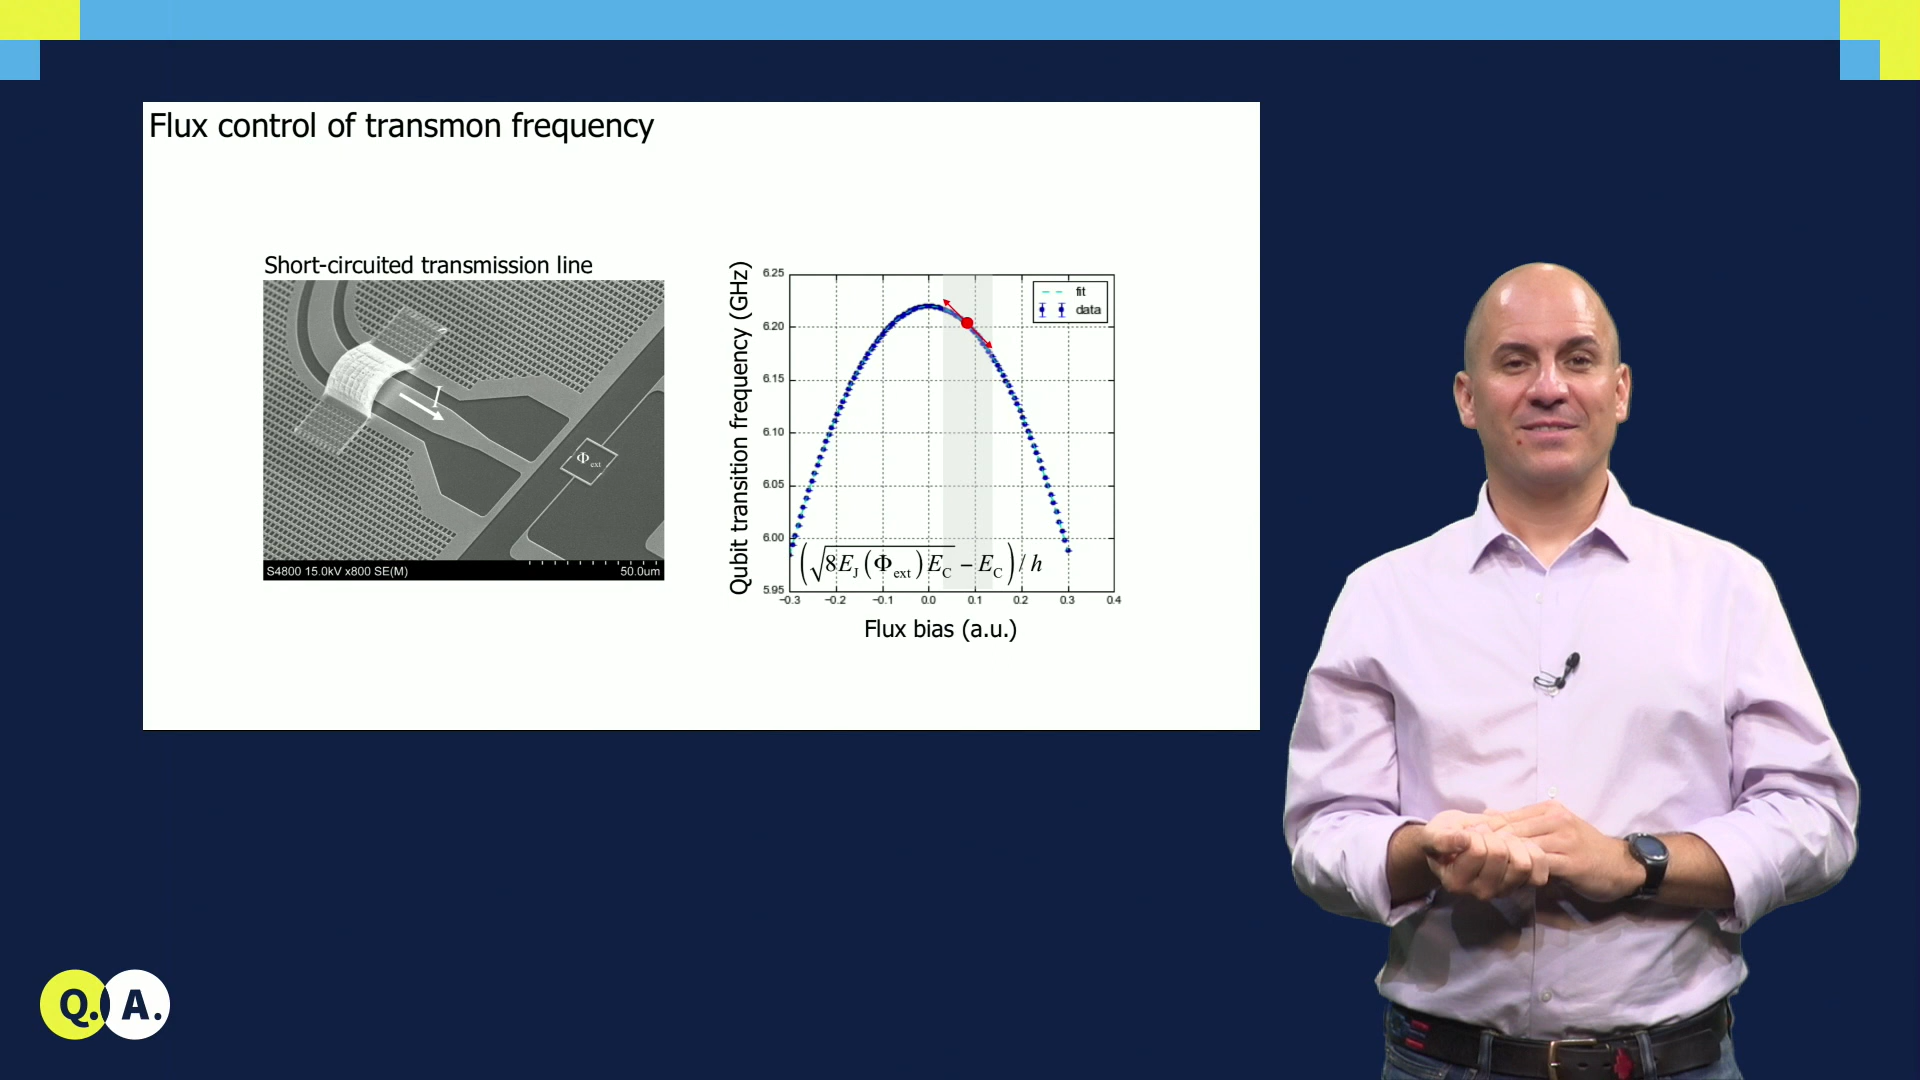 Flux control of transmon frequency
Short-circuited transmission line
I
Φext
S4800 15.0kV x800 SE(M)
50.0um
Qubit transition frequency (GHz)
6.25
6.20
6.15
6.10
6.05
6.00
5.95
fit
data
(√8EJ(Φext)EC − EC)/h
−0.3 −0.2 −0.1 0.0 0.1 0.2 0.3 0.4
Flux bias (a.u.)
Q. A.